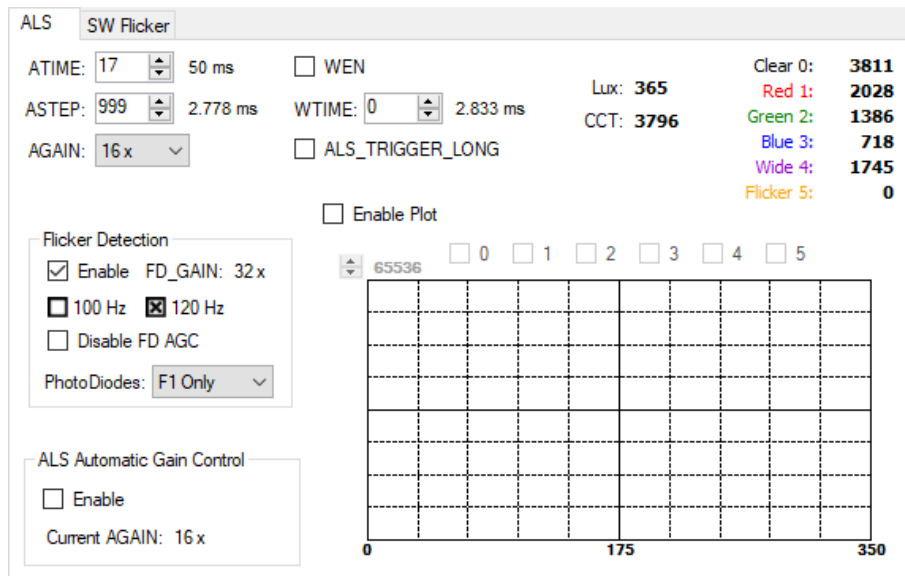 ALS SW Flicker
ATIME: 17 50 ms WEN
ASTEP: 999 2.778 ms WTIME: 0 2.833 ms
AGAIN: 16 x ALS_TRIGGER_LONG
Lux: 365
CCT: 3796
Clear 0: 3811
Red 1: 2028
Green 2: 1386
Blue 3: 718
Wide 4: 1745
Flicker 5: 0
Enable Plot
Flicker Detection
Enable FD_GAIN: 32 x
100 Hz 120 Hz
Disable FD AGC
PhotoDiodes: F1 Only
65536 0 1 2 3 4 5
ALS Automatic Gain Control
Enable
Current AGAIN: 16 x
0 175 350